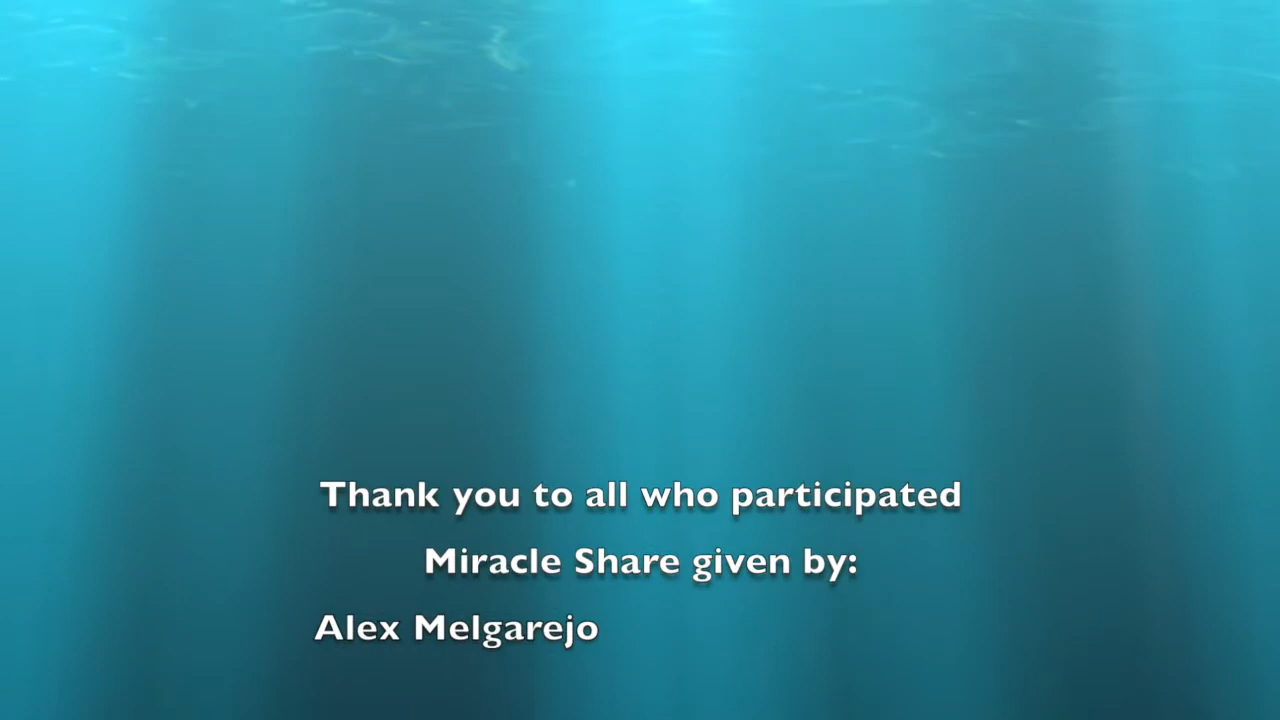 Thank you to all who participated
Miracle Share given by:
Alex Melgarejo